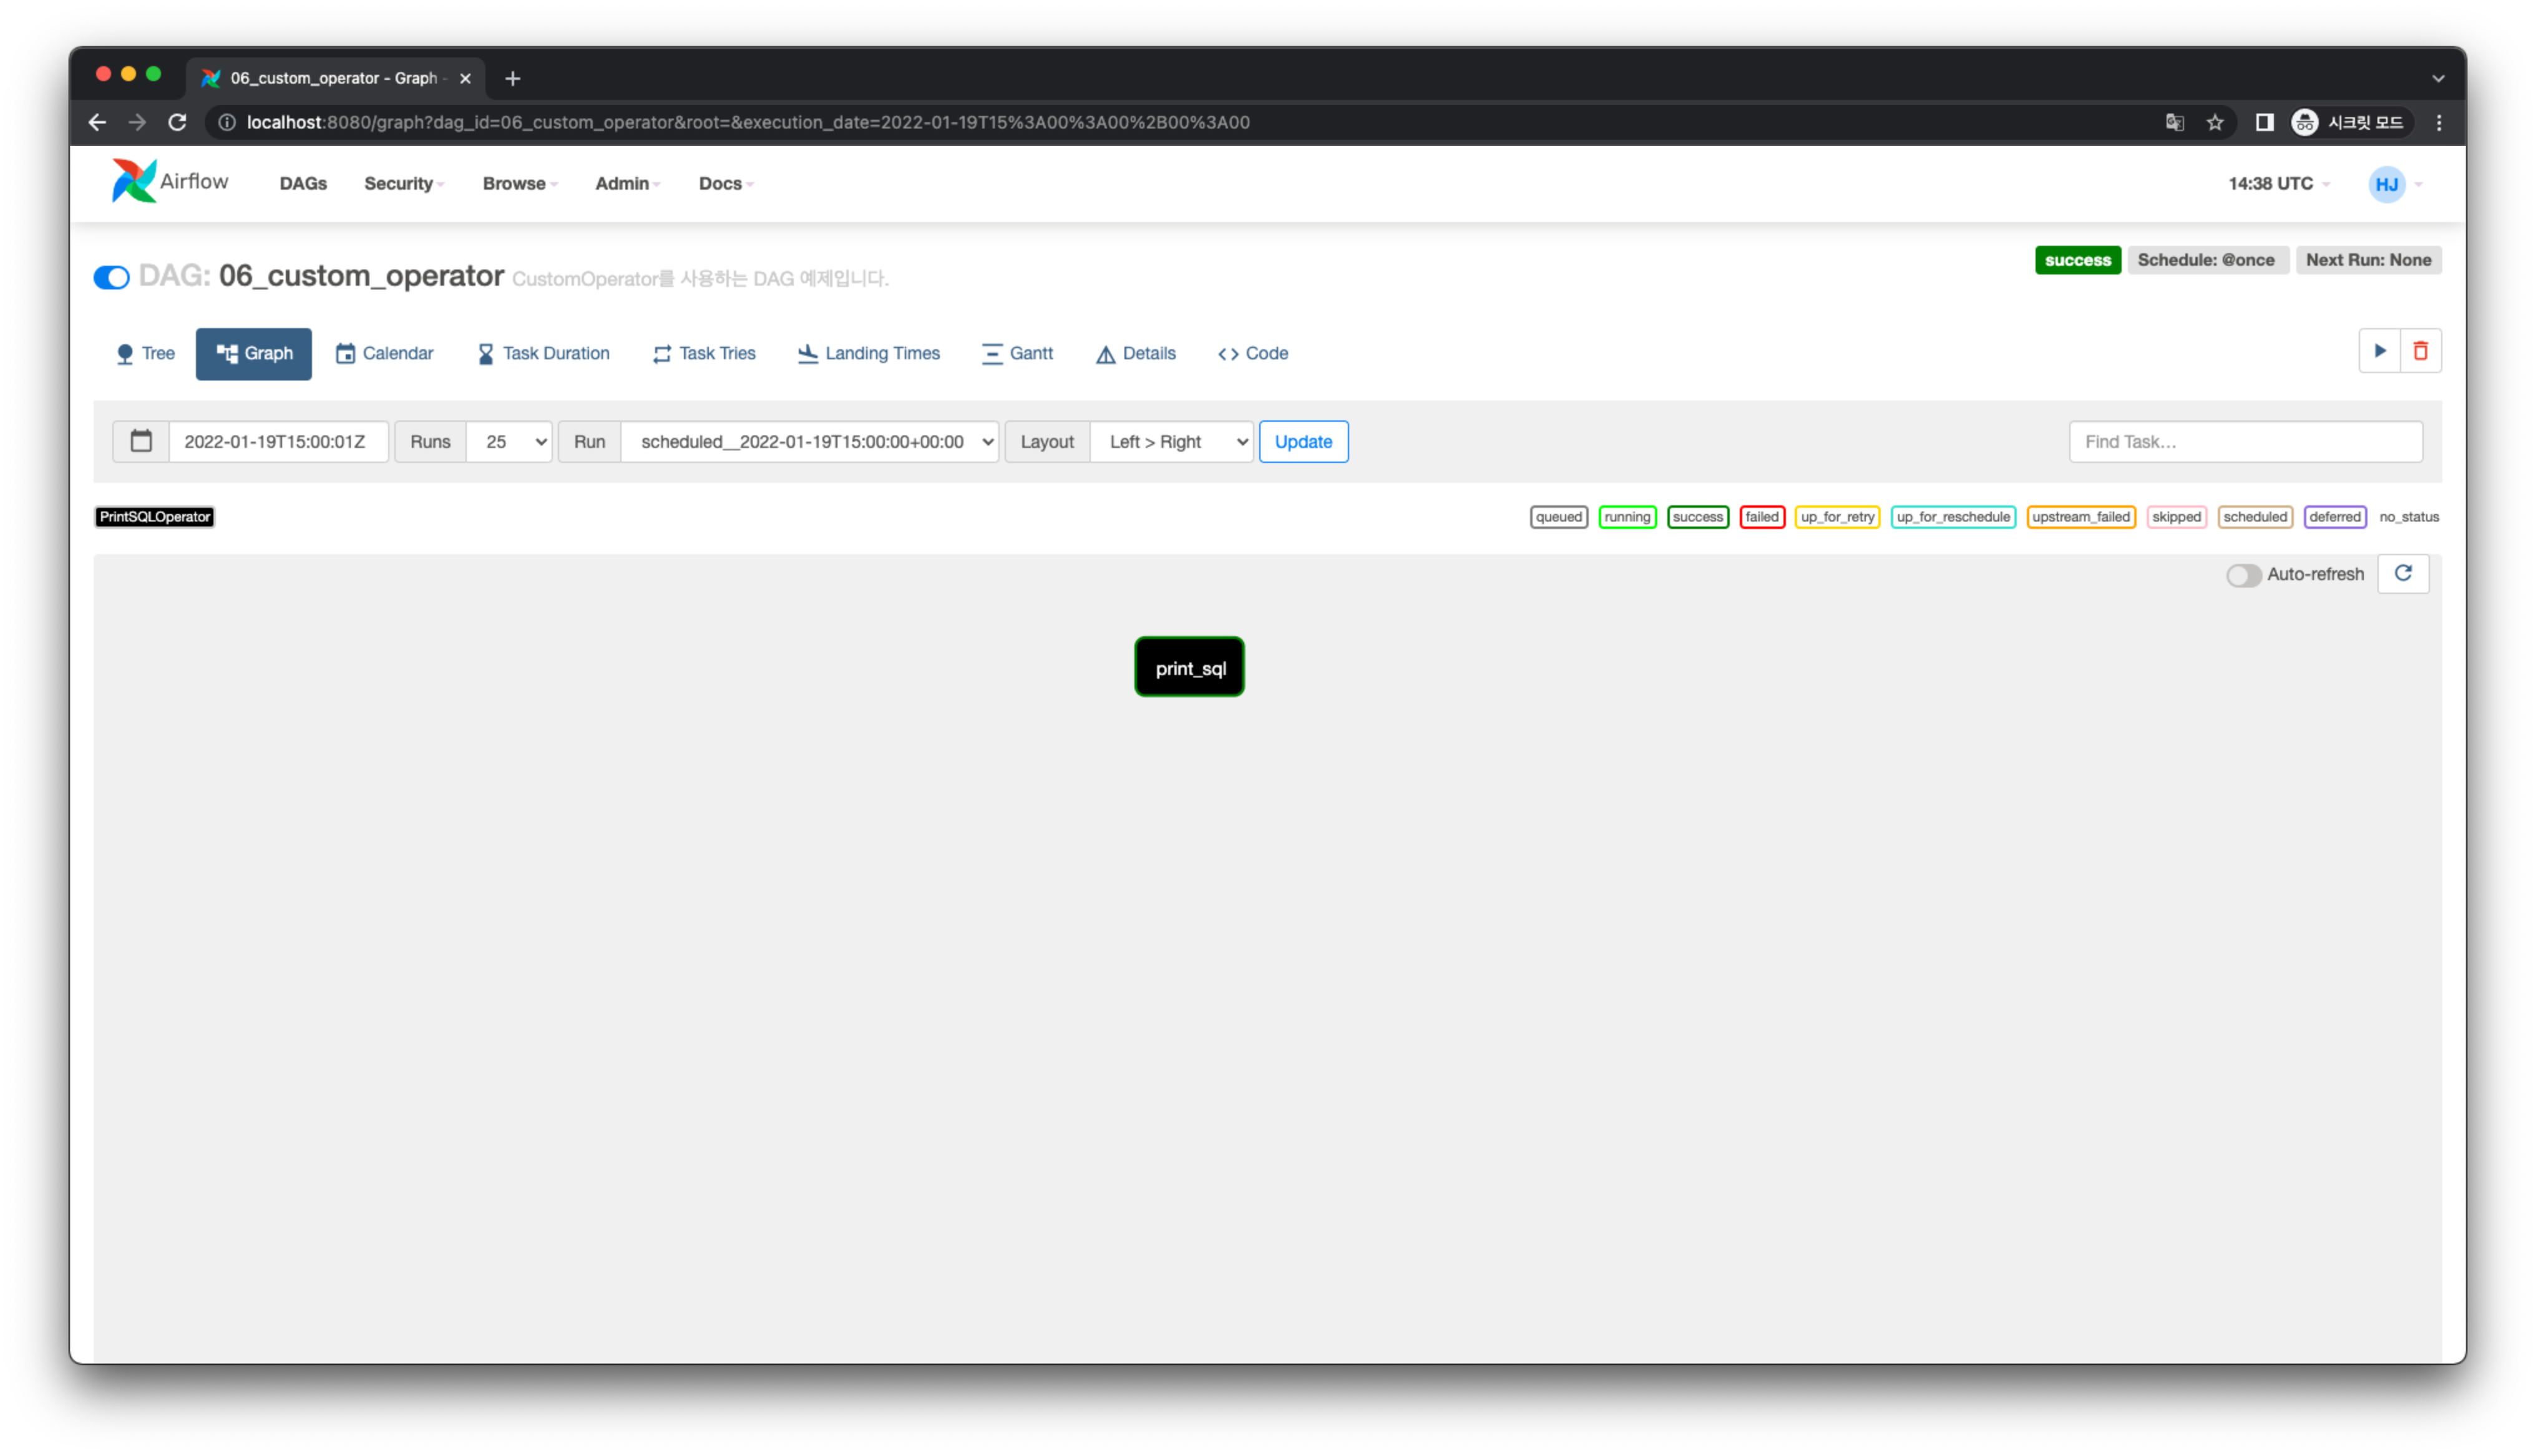 06_custom_operator - Graph -
localhost:8080/graph?dag_id=06_custom_operator&root=&execution_date=2022-01-19T15%3A00%3A00%2B00%3A00
시크릿 모드
Airflow DAGs Security Browse Admin Docs 14:38 UTC HJ
success Schedule: @once Next Run: None
DAG: 06_custom_operator CustomOperator를 사용하는 DAG 예제입니다.
Tree Graph Calendar Task Duration Task Tries Landing Times Gantt Details Code
2022-01-19T15:00:01Z Runs 25 Run scheduled__2022-01-19T15:00:00+00:00 Layout Left > Right Update Find Task...
PrintSQLOperator queued running success failed up_for_retry up_for_reschedule upstream_failed skipped scheduled deferred no_status
Auto-refresh
print_sql